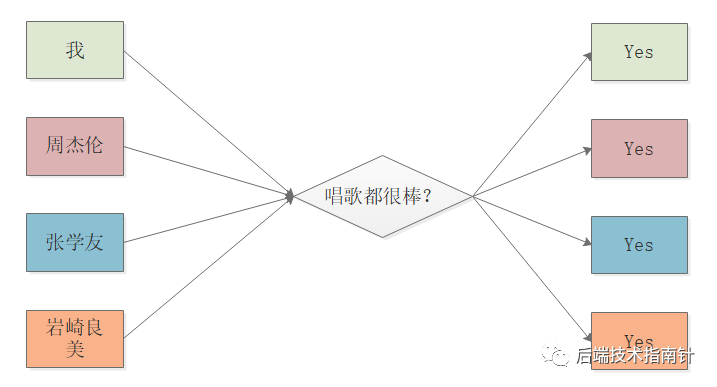 我
Yes
周杰伦
Yes
唱歌都很棒?
张学友
Yes
岩崎良
美
Yes
后端技术指南针